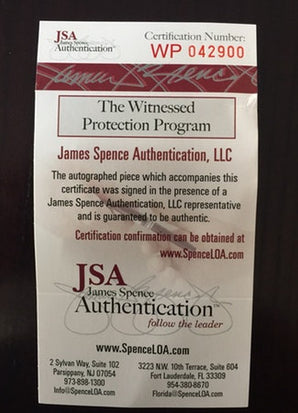 JSA
James Spence
Authentication
Certification Number:
WP 042900
James Spence
The Witnessed
Protection Program
James Spence Authentication, LLC
The autographed piece which accompanies this
certificate was signed in the presence of a
James Spence Authentication, LLC representative
and is guaranteed to be authentic.
Certification confirmation can be obtained at
www.SpenceLOA.com
JSA
James Spence
Authentication
follow the leader
www.SpenceLOA.com
2 Sylvan Way, Suite 102
Parsippany, NJ 07054
973-898-1300
Info@SpenceLOA.com
3223 N.W. 10th Terrace, Suite 604
Fort Lauderdale, FL 33309
954-380-8670
Florida@SpenceLOA.com